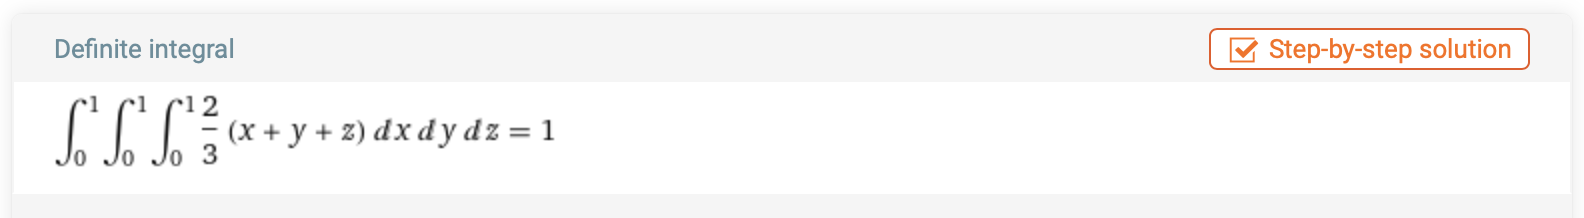 Definite integral
Step-by-step solution
∫₀¹ ∫₀¹ ∫₀¹ 2/3 (x + y + z) dx dy dz = 1